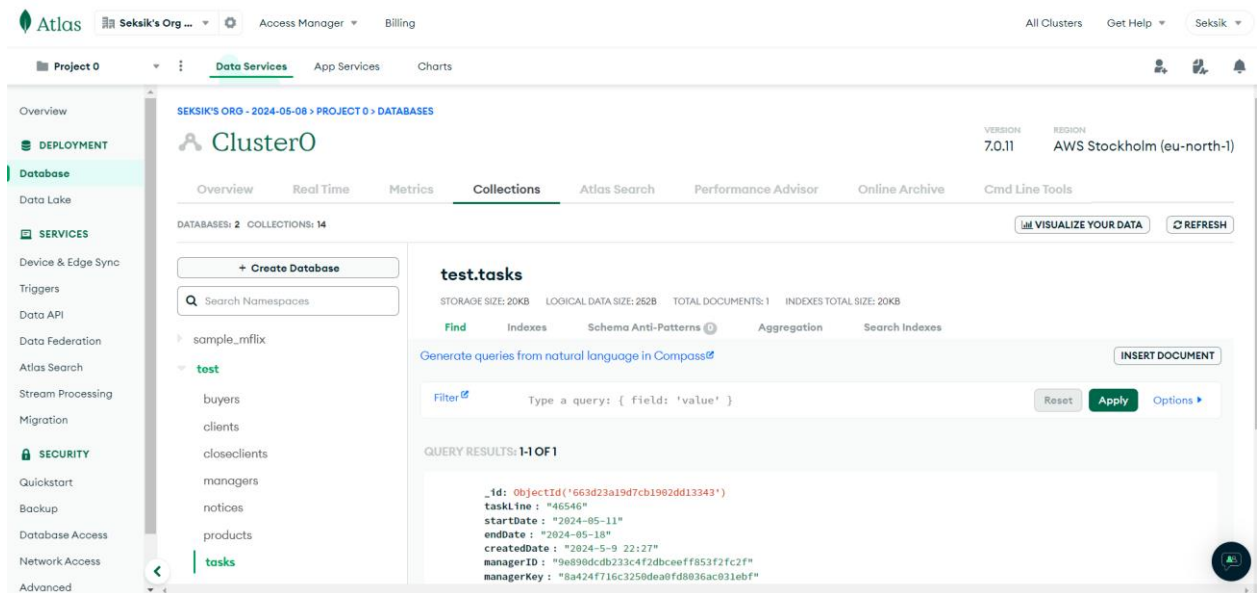 Atlas Seksik's Org ... Access Manager Billing All Clusters Get Help Seksik
Project 0 Data Services App Services Charts
Overview
DEPLOYMENT
Database
Data Lake
SERVICES
Device & Edge Sync
Triggers
Data API
Data Federation
Atlas Search
Stream Processing
Migration
SECURITY
Quickstart
Backup
Database Access
Network Access
Advanced
SEKSIK'S ORG - 2024-05-08 > PROJECT 0 > DATABASES
Cluster0
VERSION REGION
7.0.11 AWS Stockholm (eu-north-1)
Overview Real Time Metrics Collections Atlas Search Performance Advisor Online Archive Cmd Line Tools
DATABASES: 2 COLLECTIONS: 14 VISUALIZE YOUR DATA REFRESH
+ Create Database
Search Namespaces
sample_mflix
test
buyers
clients
closeclients
managers
notices
products
tasks
test.tasks
STORAGE SIZE: 20KB LOGICAL DATA SIZE: 252B TOTAL DOCUMENTS: 1 INDEXES TOTAL SIZE: 20KB
Find Indexes Schema Anti-Patterns 0 Aggregation Search Indexes
Generate queries from natural language in Compass INSERT DOCUMENT
Filter Type a query: { field: 'value' } Reset Apply Options
QUERY RESULTS: 1-1 OF 1
_id: ObjectId('663d23a19d7cb1902dd13343')
taskLine : "46546"
startDate : "2024-05-11"
endDate : "2024-05-18"
createdDate : "2024-5-9 22:27"
managerID : "9e890dcdb233c4f2dbceeff853f2fc2f"
managerKey : "8a424f716c3250dea0fd8036ac031ebf"